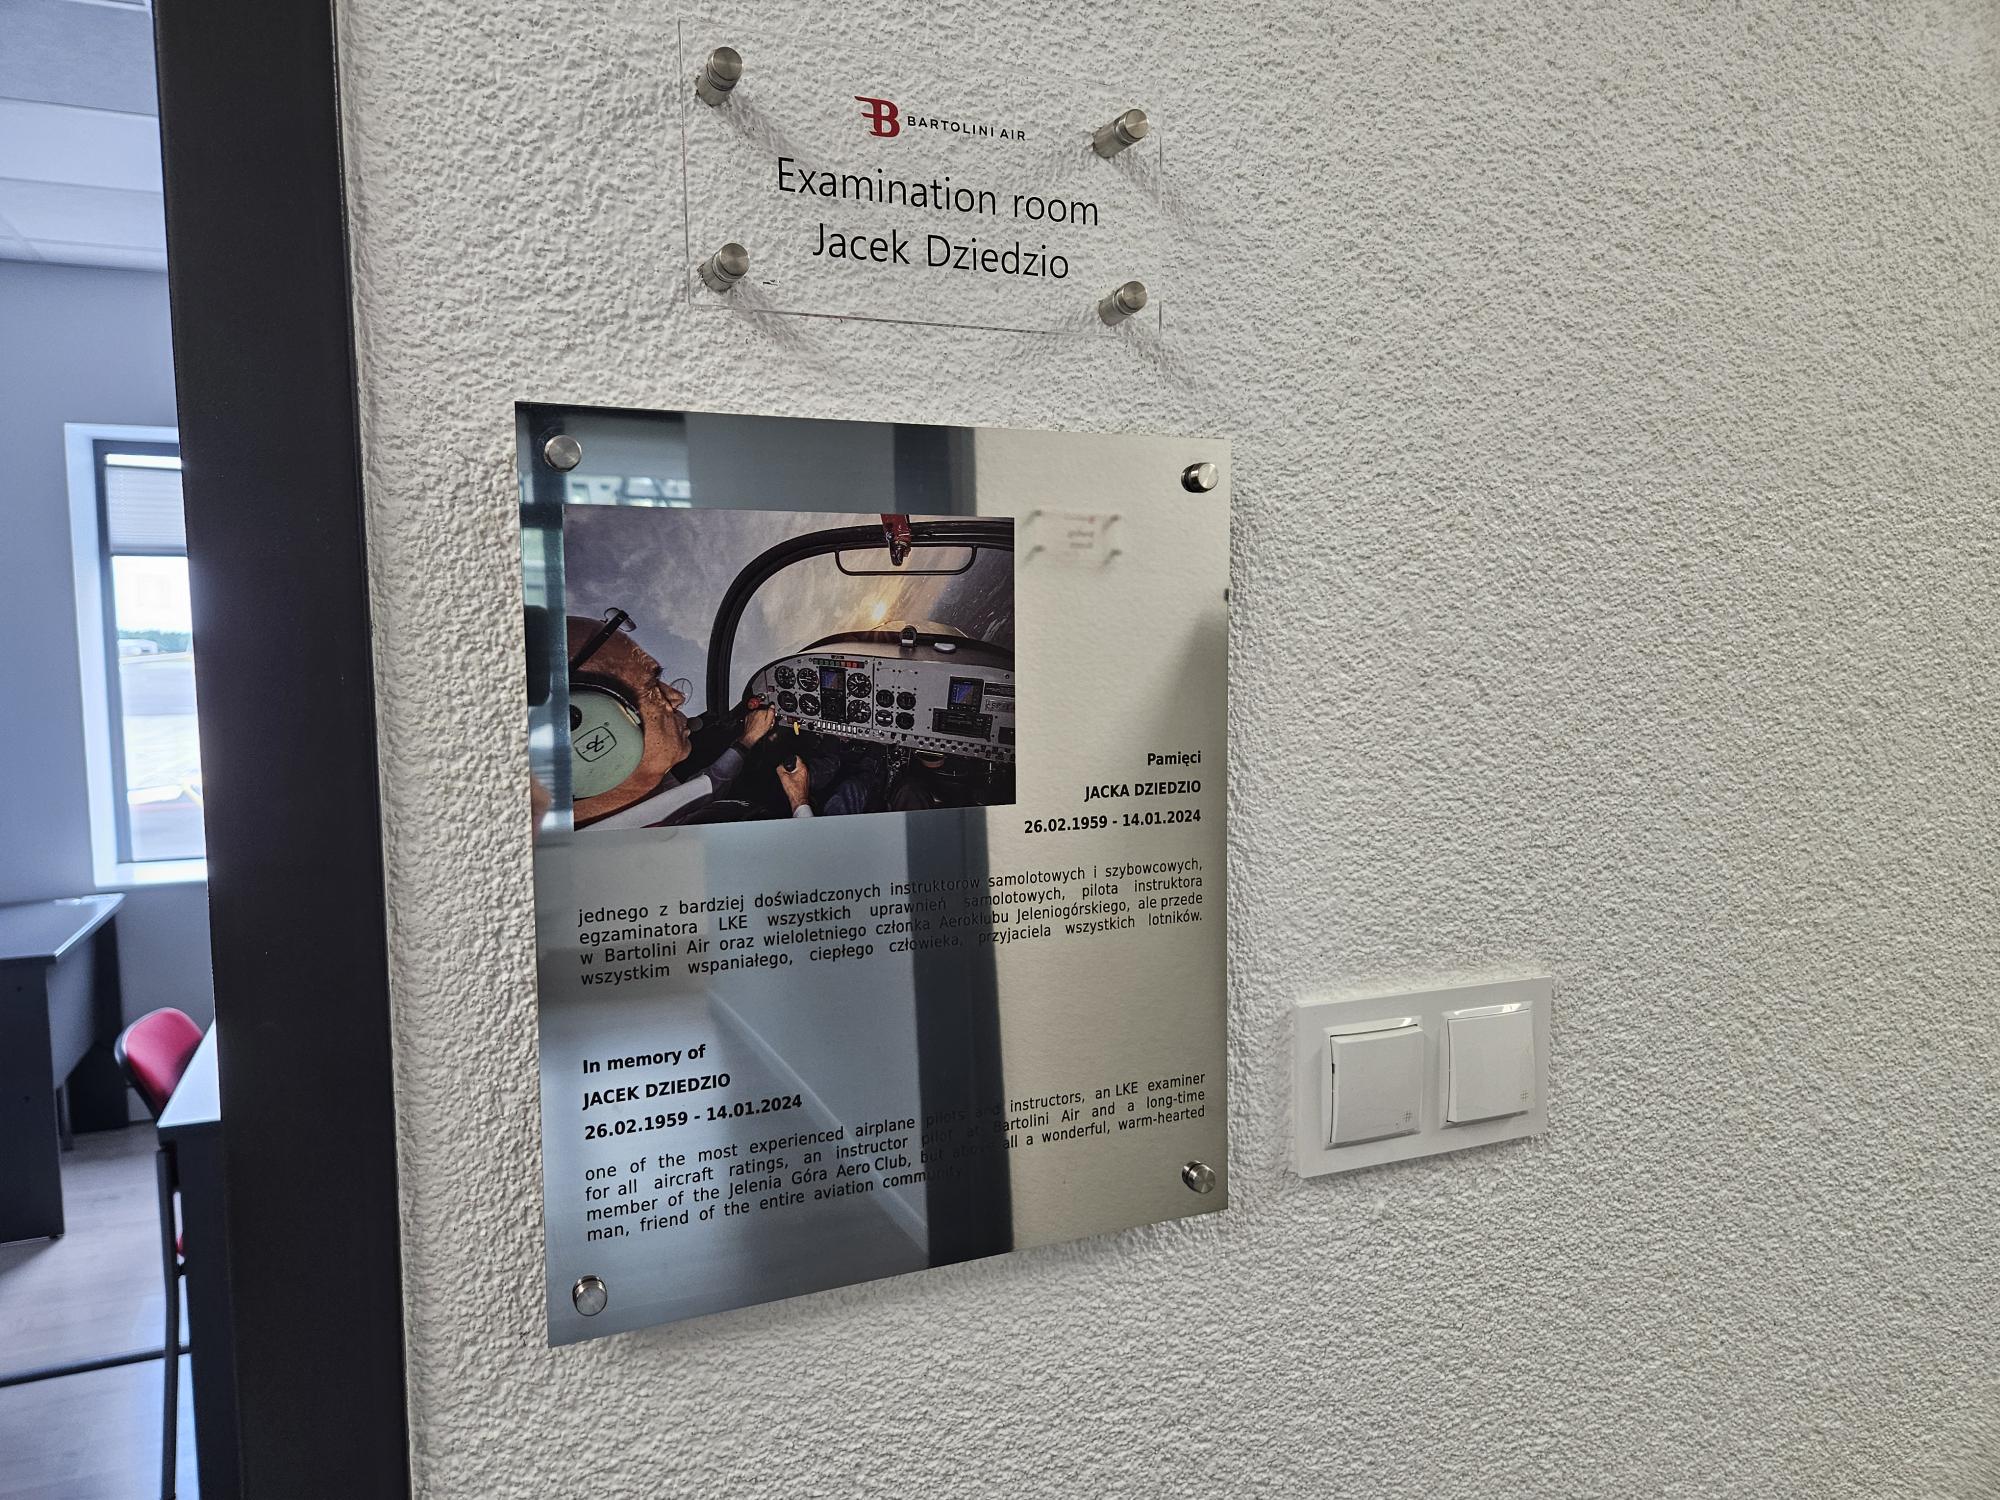 BARTOLINI AIR
Examination room
Jacek Dziedzio
Pamięci
JACKA DZIEDZIO
26.02.1959 - 14.01.2024
jednego z bardziej doświadczonych instruktorów samolotowych i szybowcowych,
egzaminatora LKE wszystkich uprawnień samolotowych, pilota instruktora
w Bartolini Air oraz wieloletniego członka Aeroklubu Jeleniogórskiego, ale przede
wszystkim wspaniałego, ciepłego człowieka, przyjaciela wszystkich lotników.
In memory of
JACEK DZIEDZIO
26.02.1959 - 14.01.2024
one of the most experienced airplane pilots and instructors, an LKE examiner
for all aircraft ratings, an instructor pilot at Bartolini Air and a long-time
member of the Jelenia Góra Aero Club, but above all a wonderful, warm-hearted
man, friend of the entire aviation community.